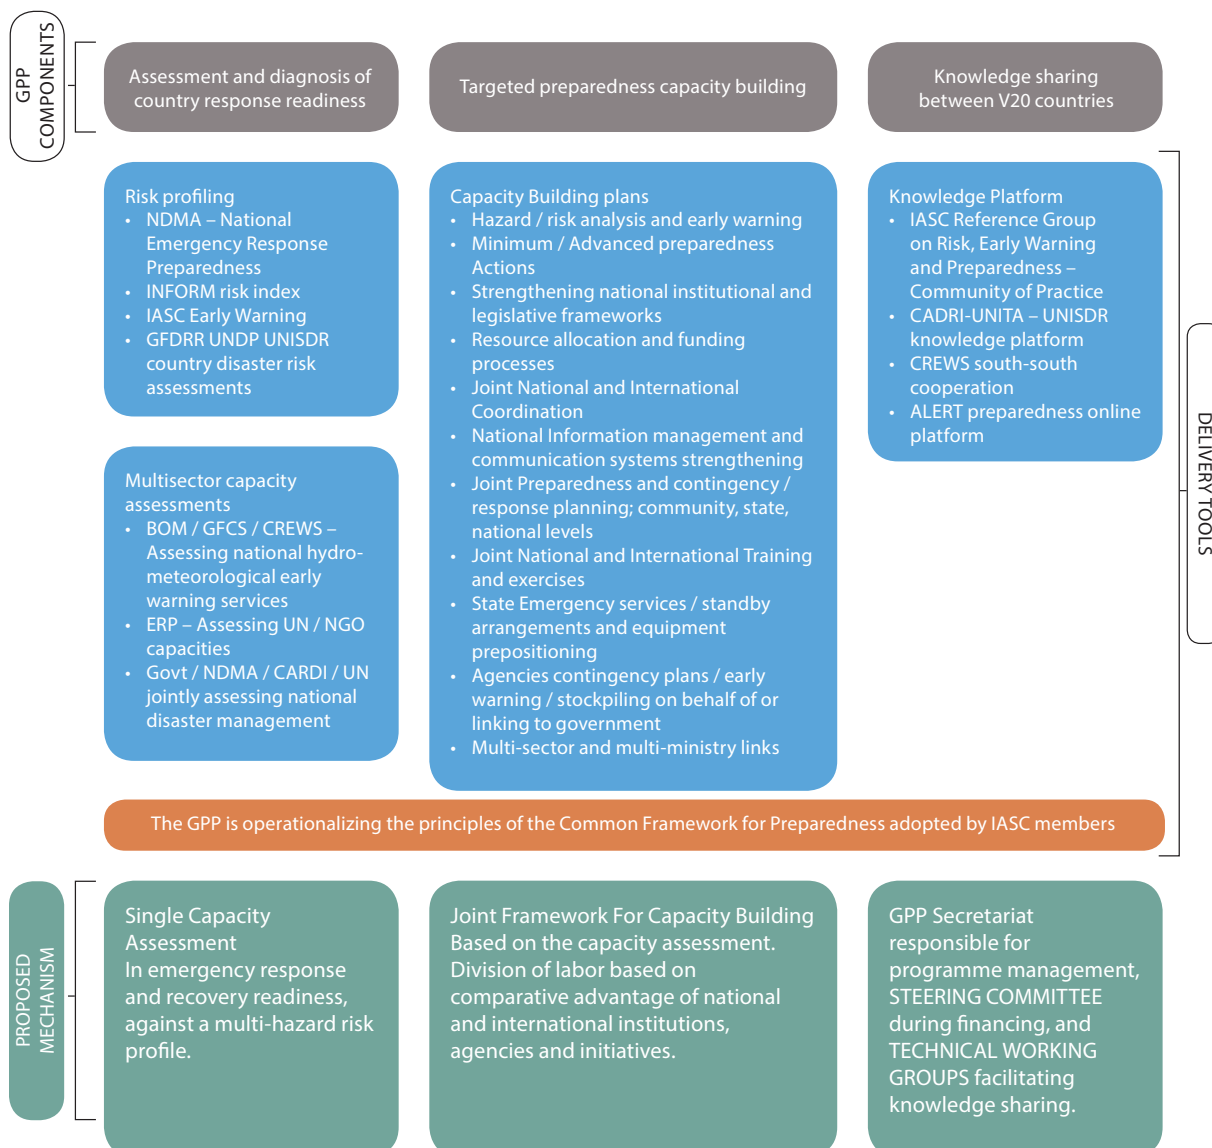 GPP
COMPONENTS
Assessment and diagnosis of
country response readiness
Targeted preparedness capacity building
Knowledge sharing
between V20 countries
Risk profiling
• NDMA – National
Emergency Response
Preparedness
• INFORM risk index
• IASC Early Warning
• GFDRR UNDP UNISDR
country disaster risk
assessments
Multisector capacity
assessments
• BOM / GFCS / CREWS –
Assessing national hydro-
meteorological early
warning services
• ERP – Assessing UN / NGO
capacities
• Govt / NDMA / CARDI / UN
jointly assessing national
disaster management
Capacity Building plans
• Hazard / risk analysis and early warning
• Minimum / Advanced preparedness
Actions
• Strengthening national institutional and
legislative frameworks
• Resource allocation and funding
processes
• Joint National and International
Coordination
• National Information management and
communication systems strengthening
• Joint Preparedness and contingency /
response planning; community, state,
national levels
• Joint National and International Training
and exercises
• State Emergency services / standby
arrangements and equipment
prepositioning
• Agencies contingency plans / early
warning / stockpiling on behalf of or
linking to government
• Multi-sector and multi-ministry links
Knowledge Platform
• IASC Reference Group
on Risk, Early Warning
and Preparedness –
Community of Practice
• CADRI-UNITA – UNISDR
knowledge platform
• CREWS south-south
cooperation
• ALERT preparedness online
platform
DELIVERY TOOLS
The GPP is operationalizing the principles of the Common Framework for Preparedness adopted by IASC members
PROPOSED
MECHANISM
Single Capacity
Assessment
In emergency response
and recovery readiness,
against a multi-hazard risk
profile.
Joint Framework For Capacity Building
Based on the capacity assessment.
Division of labor based on
comparative advantage of national
and international institutions,
agencies and initiatives.
GPP Secretariat
responsible for
programme management,
STEERING COMMITTEE
during financing, and
TECHNICAL WORKING
GROUPS facilitating
knowledge sharing.